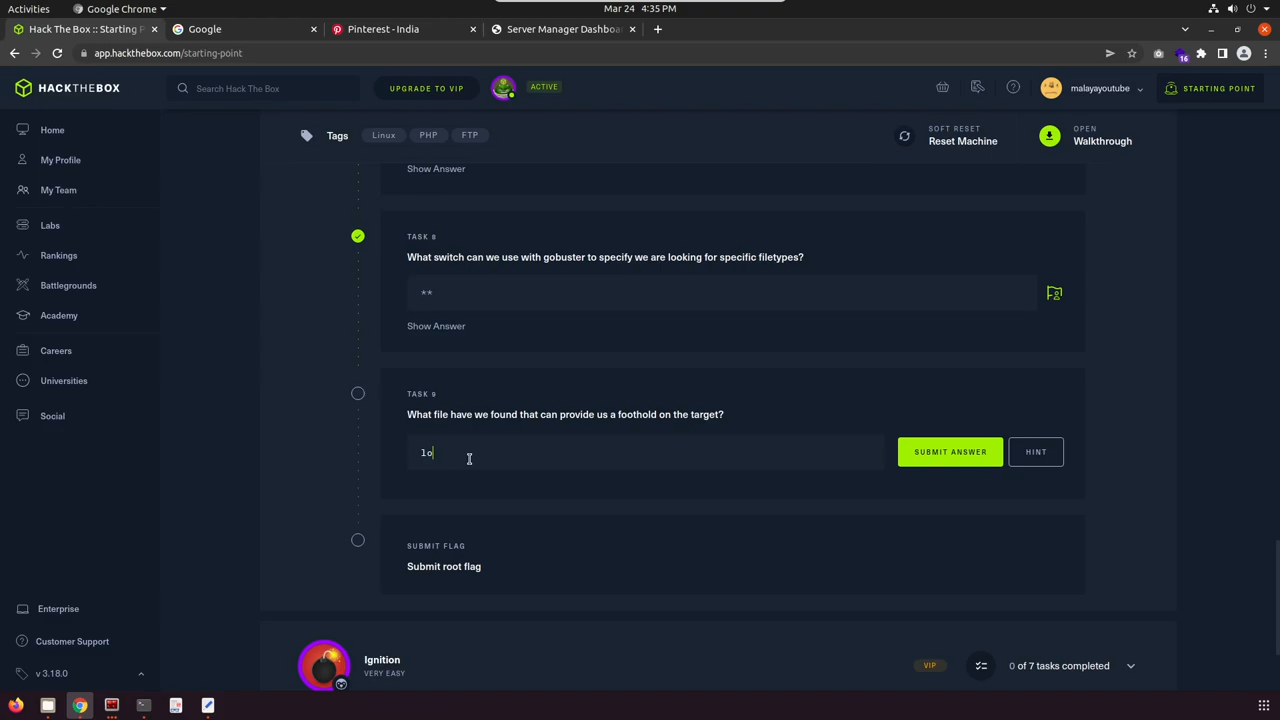 Activities
Google Chrome
Mar 24 4:35 PM
Hack The Box :: Starting P
Google
Pinterest - India
Server Manager Dashboa
app.hackthebox.com/starting-point
16
HACKTHEBOX
Search Hack The Box
UPGRADE TO VIP
ACTIVE
malayayoutube
STARTING POINT
Home
My Profile
My Team
Labs
Rankings
Battlegrounds
Academy
Careers
Universities
Social
Enterprise
Customer Support
v 3.18.0
Tags
Linux
PHP
FTP
SOFT RESET
Reset Machine
OPEN
Walkthrough
Show Answer
TASK 8
What switch can we use with gobuster to specify we are looking for specific filetypes?
**
Show Answer
TASK 9
What file have we found that can provide us a foothold on the target?
lo
SUBMIT ANSWER
HINT
SUBMIT FLAG
Submit root flag
Ignition
VERY EASY
VIP
0 of 7 tasks completed